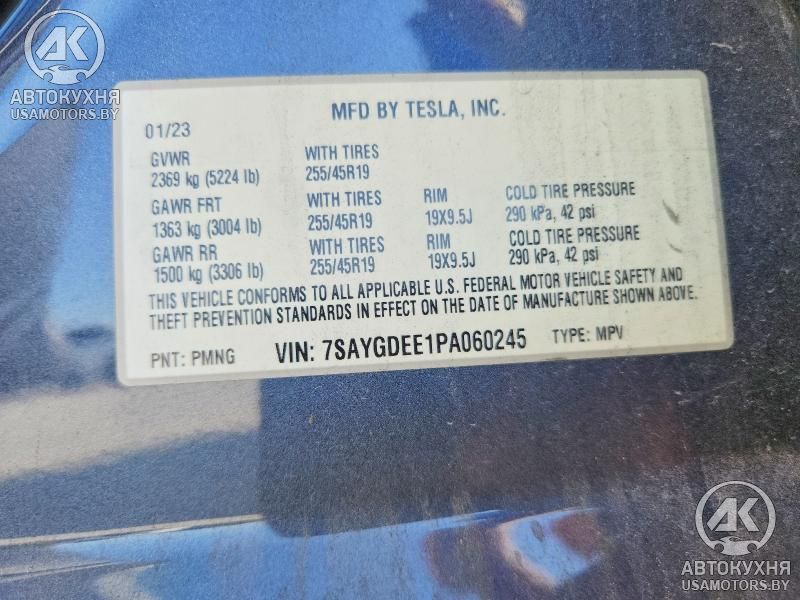 AK
АВТОКУХНЯ
USAMOTORS.BY
MFD BY TESLA, INC.
01/23
GVWR WITH TIRES
2369 kg (5224 lb) 255/45R19
GAWR FRT WITH TIRES RIM COLD TIRE PRESSURE
1363 kg (3004 lb) 255/45R19 19X9.5J 290 kPa, 42 psi
GAWR RR WITH TIRES RIM COLD TIRE PRESSURE
1500 kg (3306 lb) 255/45R19 19X9.5J 290 kPa, 42 psi
THIS VEHICLE CONFORMS TO ALL APPLICABLE U.S. FEDERAL MOTOR VEHICLE SAFETY AND
THEFT PREVENTION STANDARDS IN EFFECT ON THE DATE OF MANUFACTURE SHOWN ABOVE.
PNT: PMNG VIN: 7SAYGDEE1PA060245 TYPE: MPV
AK
АВТОКУХНЯ
USAMOTORS.BY